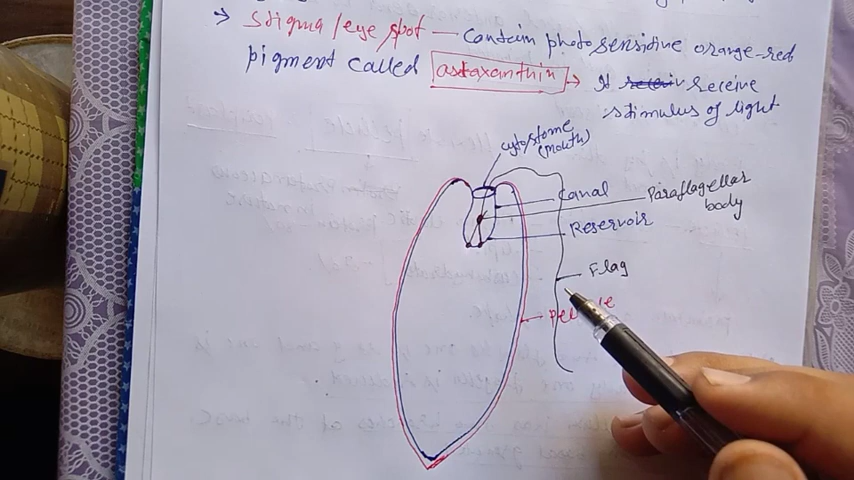 → Stigma / eye spot — contain photosensitive orange-red
pigment called astaxanthin → It receive
stimulus of light
cytostome
(mouth)
canal
Paraflagellar
body
Reservoir
Flag